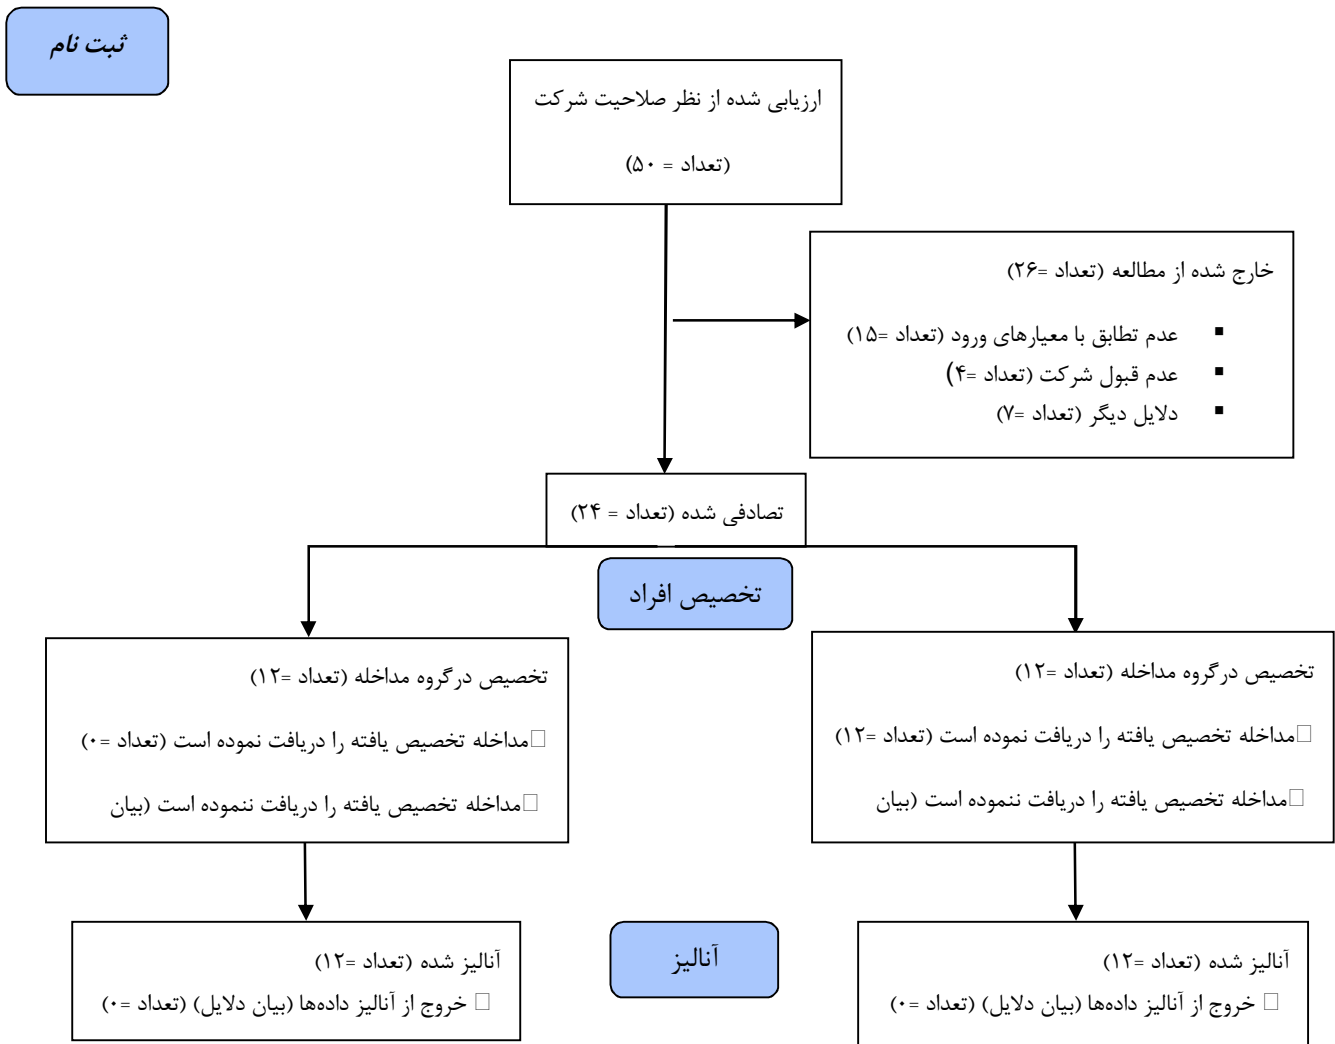 ثبت نام
ارزیابی شده از نظر صلاحیت شرکت
(تعداد = ۵۰)
خارج شده از مطالعه (تعداد =۲۶)
▪ عدم تطابق با معیارهای ورود (تعداد =۱۵)
▪ عدم قبول شرکت (تعداد =۴)
▪ دلایل دیگر (تعداد =۷)
تصادفی شده (تعداد = ۲۴)
تخصیص افراد
تخصیص درگروه مداخله (تعداد =۱۲)
□مداخله تخصیص یافته را دریافت نموده است (تعداد =۱۲)
□مداخله تخصیص یافته را دریافت ننموده است (بیان
تخصیص درگروه مداخله (تعداد =۱۲)
□مداخله تخصیص یافته را دریافت نموده است (تعداد =۰)
□مداخله تخصیص یافته را دریافت ننموده است (بیان
آنالیز
آنالیز شده (تعداد =۱۲)
□ خروج از آنالیز داده‌ها (بیان دلایل) (تعداد =۰)
آنالیز شده (تعداد =۱۲)
□ خروج از آنالیز داده‌ها (بیان دلایل) (تعداد =۰)